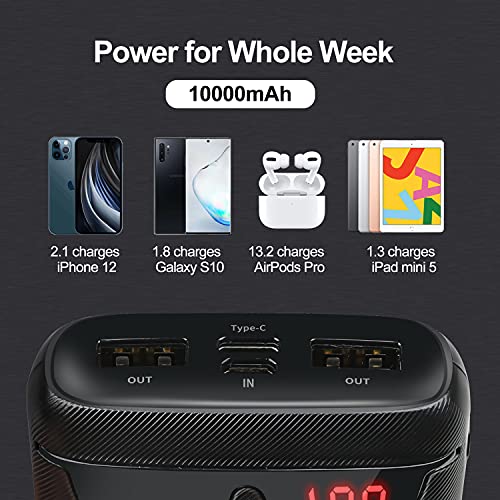 Power for Whole Week
10000mAh
2.1 charges
iPhone 12
1.8 charges
Galaxy S10
13.2 charges
AirPods Pro
1.3 charges
iPad mini 5
Type-C
OUT
IN
OUT